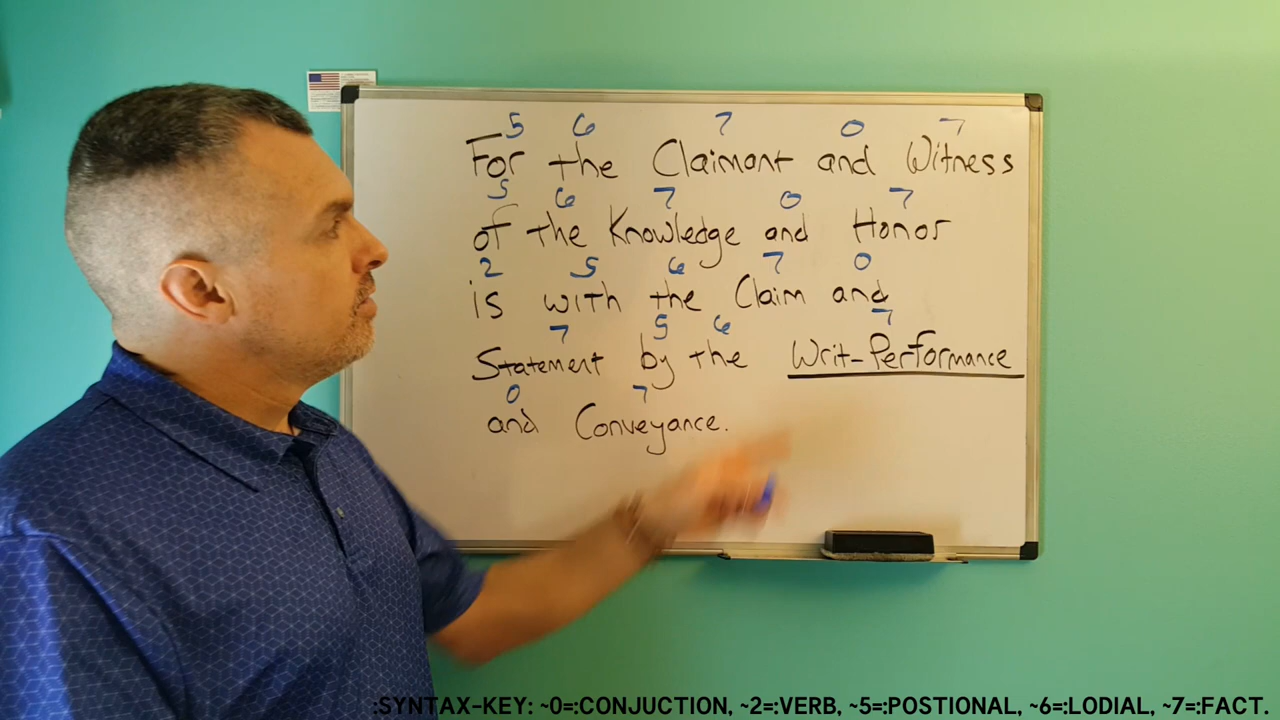 5 6 7 0 7
For the Claimant and Witness
5 6 7 0 7
of the Knowledge and Honor
2 5 6 7 0
is with the Claim and
7 5 6 7
Statement by the Writ-Performance
0 7
and Conveyance.
:SYNTAX-KEY: ~0=:CONJUCTION, ~2=:VERB, ~5=:POSTIONAL, ~6=:LODIAL, ~7=:FACT.